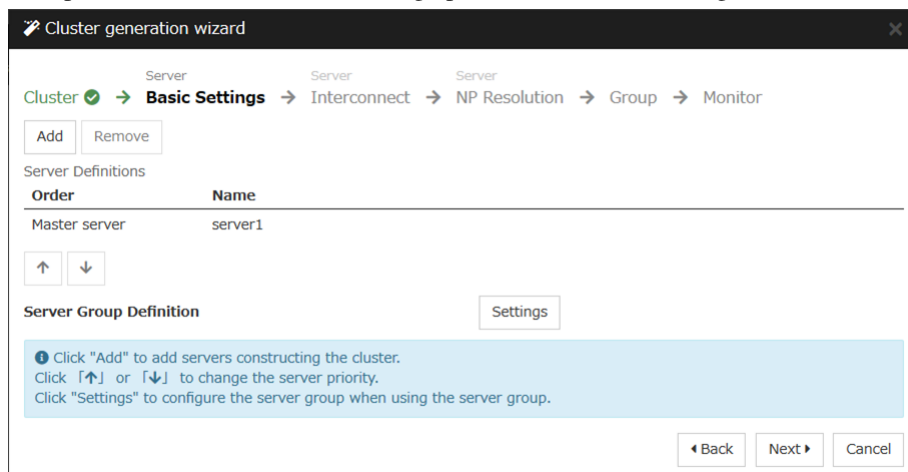 Cluster generation wizard
Server Server Server
Cluster → Basic Settings → Interconnect → NP Resolution → Group → Monitor
Add Remove
Server Definitions
Order Name
Master server server1
↑ ↓
Server Group Definition Settings
Click "Add" to add servers constructing the cluster.
Click 「↑」 or 「↓」 to change the server priority.
Click "Settings" to configure the server group when using the server group.
Back Next Cancel